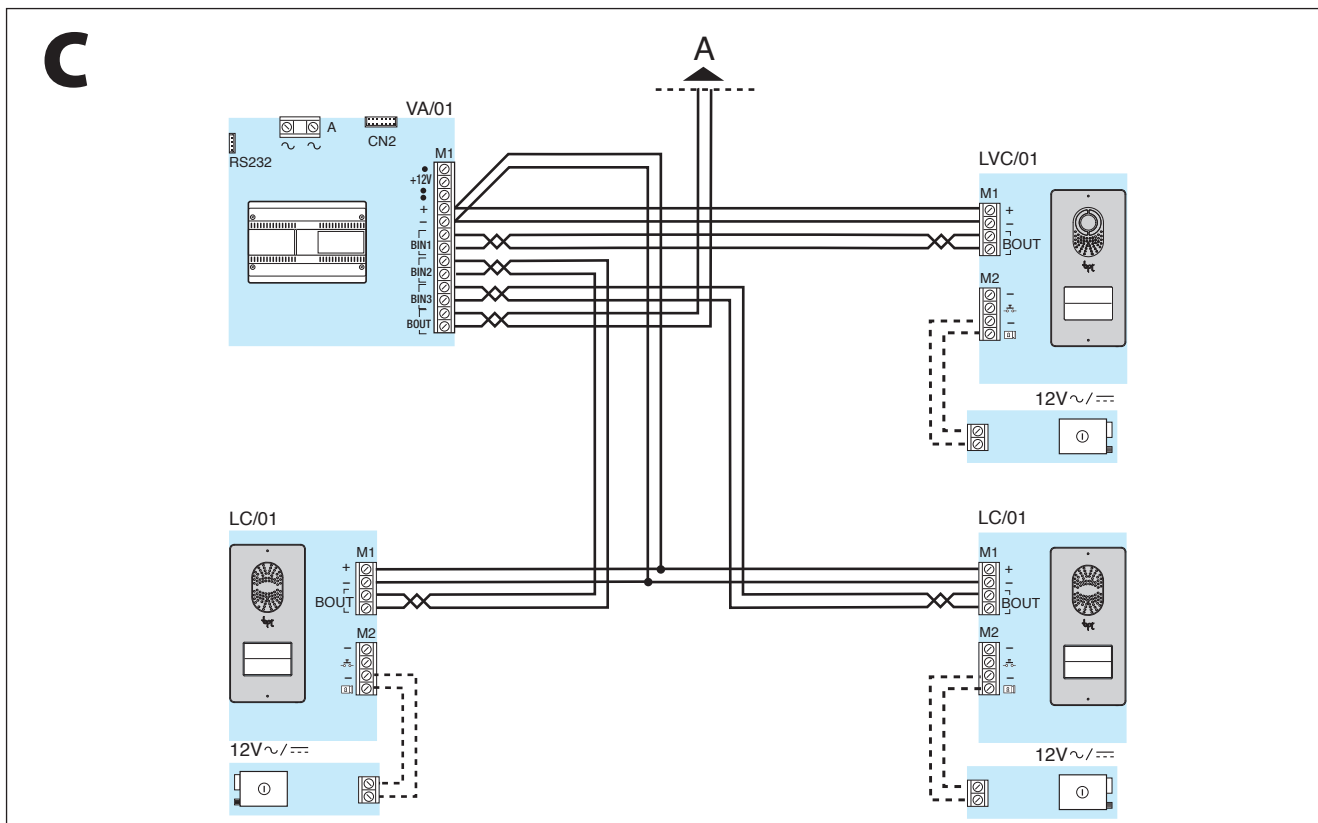 C
A
VA/01
A
∼ ∼
CN2
RS232
M1
+12V
+
−
BIN1
BIN2
BIN3
BOUT
LVC/01
M1
+
−
BOUT
M2
−
−
12V∼/⎓
LC/01
M1
+
−
BOUT
M2
−
−
12V∼/⎓
LC/01
M1
+
−
BOUT
M2
−
−
12V∼/⎓